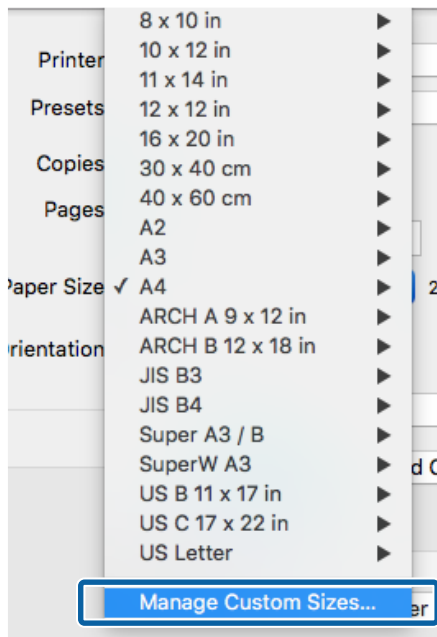 8 x 10 in
Printer
10 x 12 in
11 x 14 in
Presets
12 x 12 in
16 x 20 in
Copies
30 x 40 cm
40 x 60 cm
Pages
A2
A3
Paper Size ✓ A4
2
ARCH A 9 x 12 in
rientation
ARCH B 12 x 18 in
JIS B3
JIS B4
Super A3 / B
SuperW A3
d
US B 11 x 17 in
US C 17 x 22 in
US Letter
Manage Custom Sizes...
er